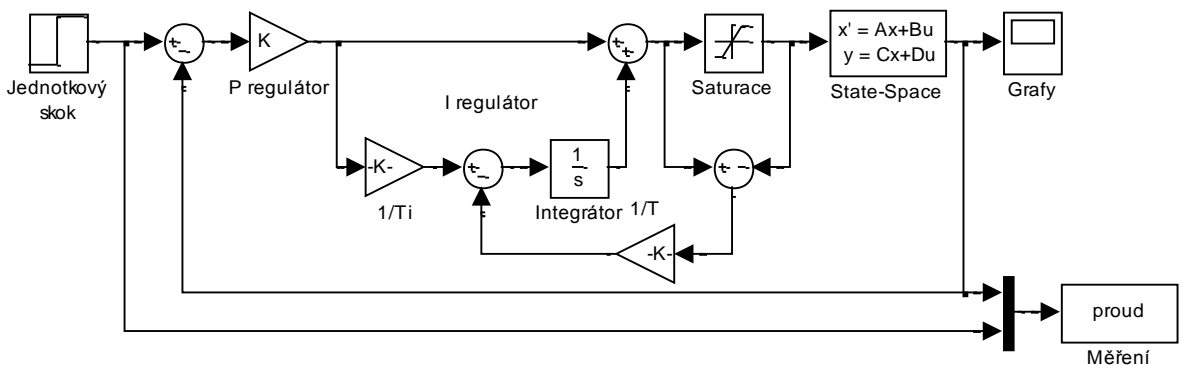 K
x' = Ax+Bu
y = Cx+Du
Jednotkový
skok
P regulátor
I regulátor
Saturace
State-Space
Grafy
-K-
1
s
1/Ti
Integrátor
1/T
-K-
proud
Měření